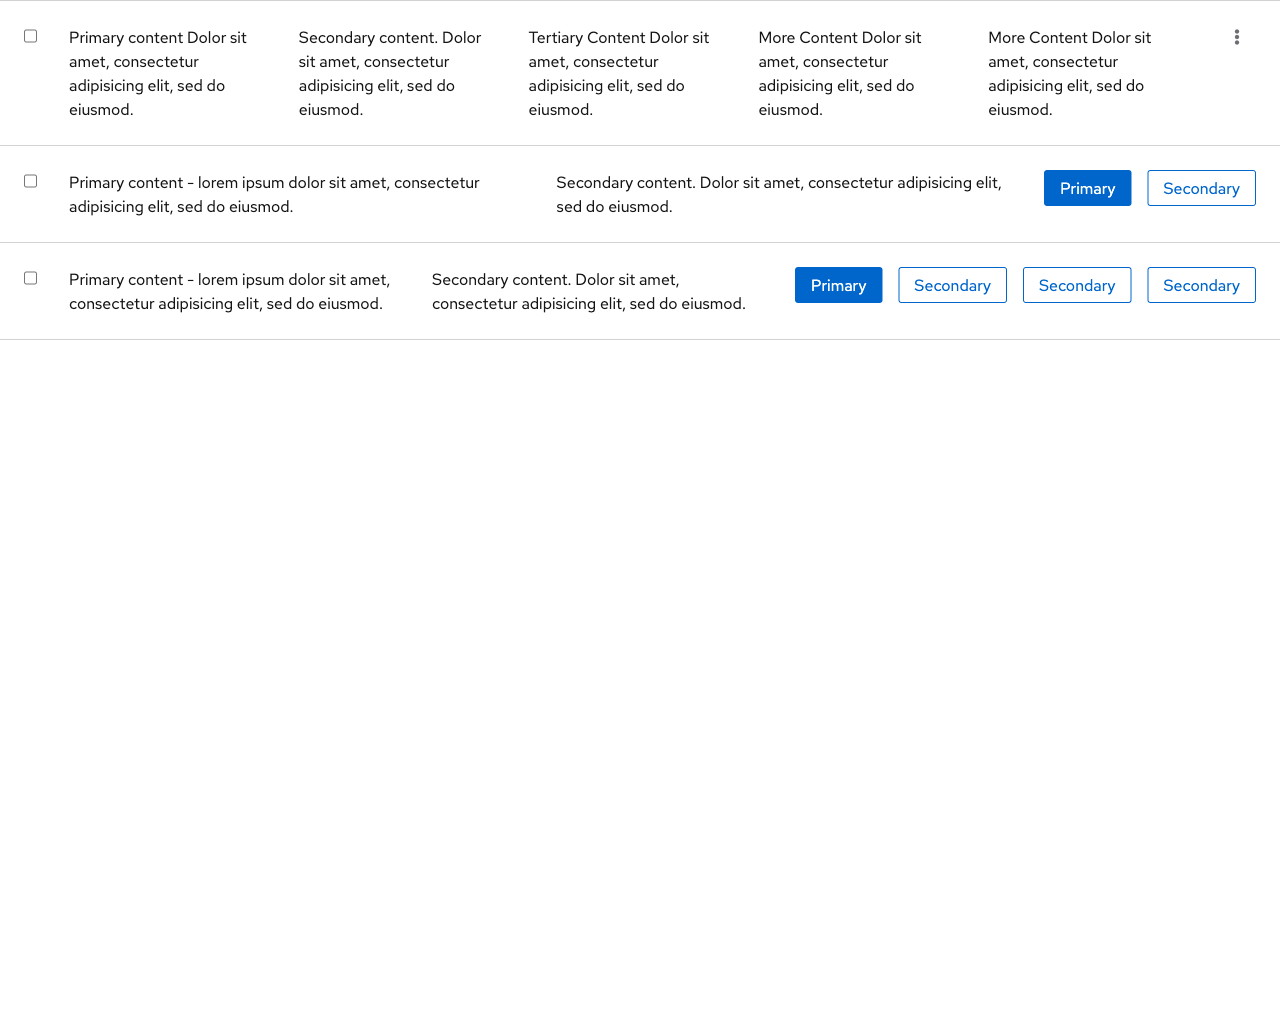 Primary content Dolor sit
amet, consectetur
adipisicing elit, sed do
eiusmod.
Secondary content. Dolor
sit amet, consectetur
adipisicing elit, sed do
eiusmod.
Tertiary Content Dolor sit
amet, consectetur
adipisicing elit, sed do
eiusmod.
More Content Dolor sit
amet, consectetur
adipisicing elit, sed do
eiusmod.
More Content Dolor sit
amet, consectetur
adipisicing elit, sed do
eiusmod.
Primary content - lorem ipsum dolor sit amet, consectetur
adipisicing elit, sed do eiusmod.
Secondary content. Dolor sit amet, consectetur adipisicing elit,
sed do eiusmod.
Primary
Secondary
Primary content - lorem ipsum dolor sit amet,
consectetur adipisicing elit, sed do eiusmod.
Secondary content. Dolor sit amet,
consectetur adipisicing elit, sed do eiusmod.
Primary
Secondary
Secondary
Secondary